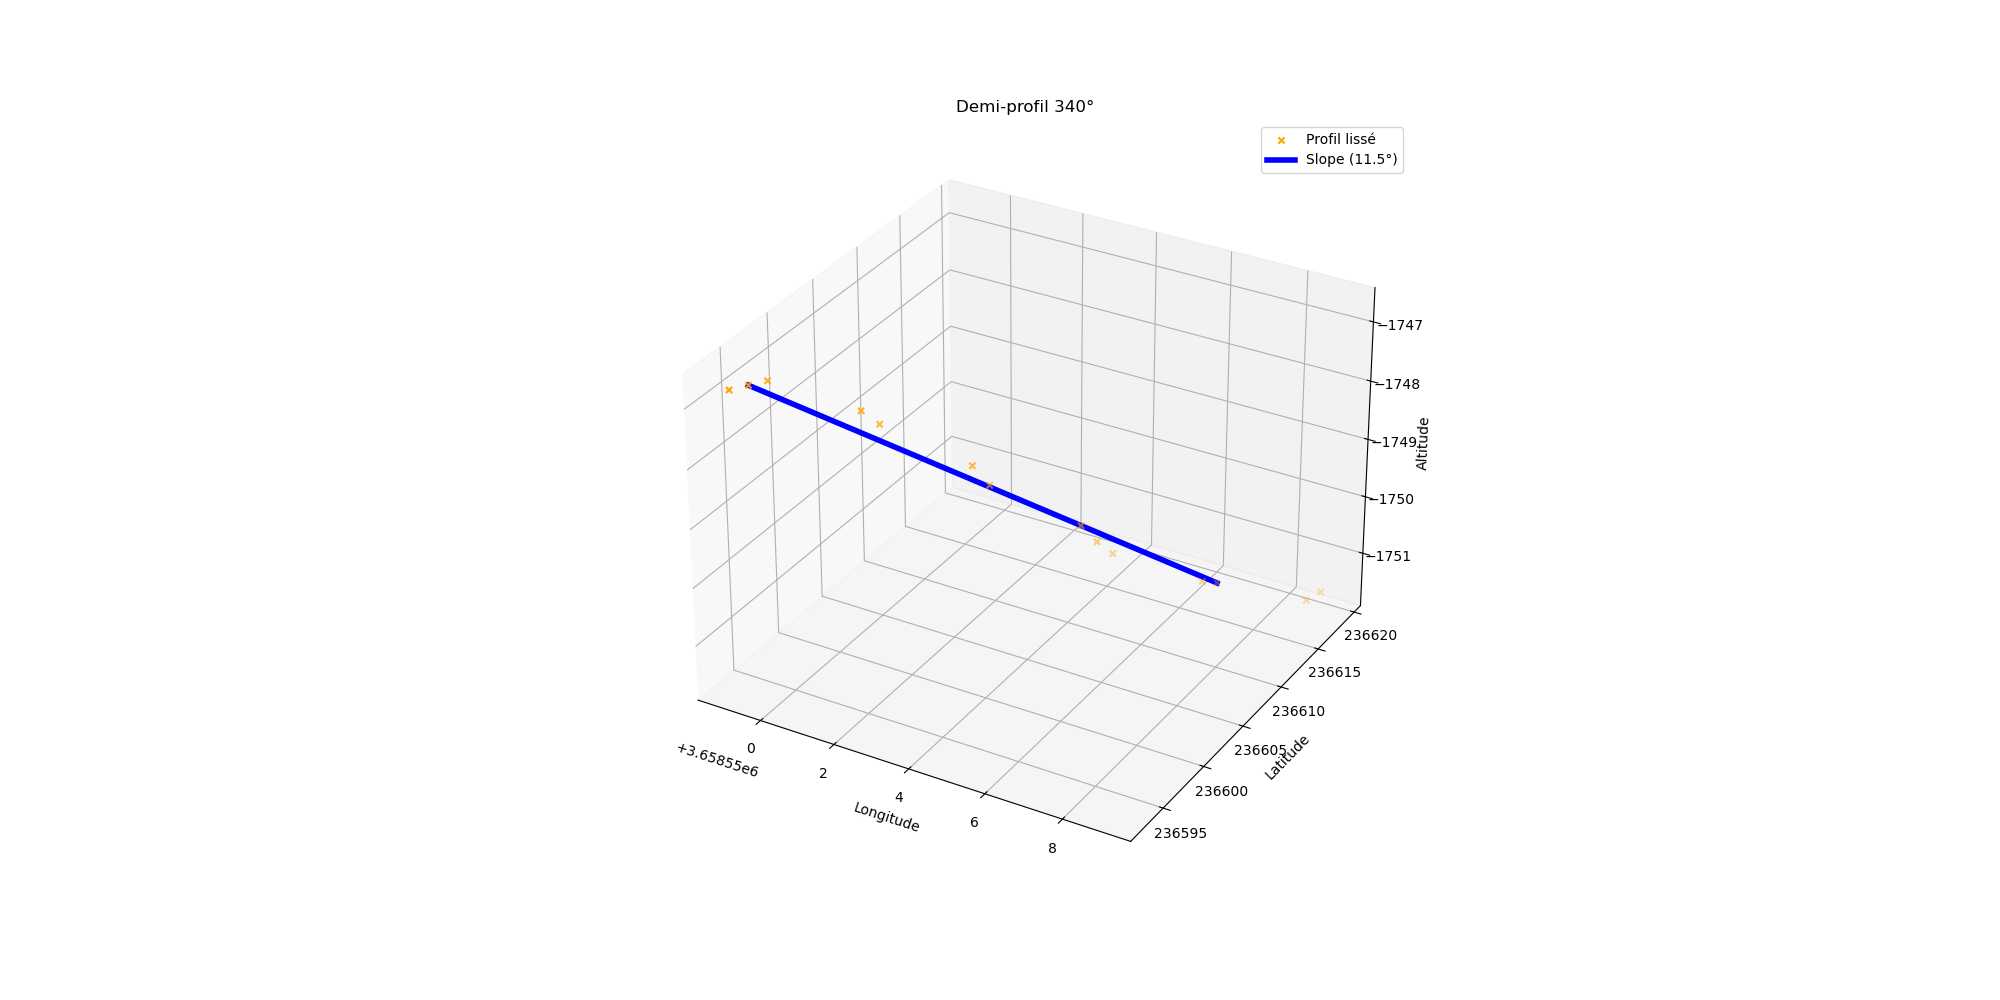 Demi-profil 340°
Profil lissé
Slope (11.5°)
−1747
−1748
−1749
−1750
−1751
Altitude
236620
236615
236610
236605
236600
236595
Latitude
0
2
4
6
8
+3.65855e6
Longitude